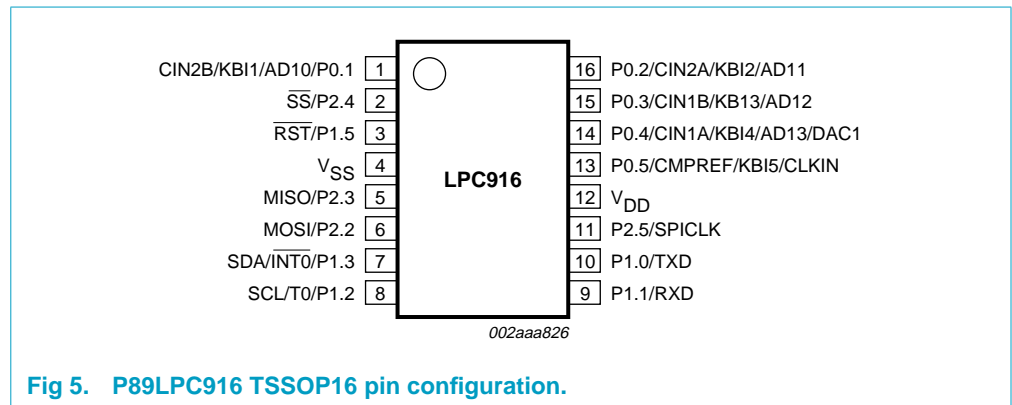 CIN2B/KBI1/AD10/P0.1 1
S̅S̅/P2.4 2
R̅S̅T̅/P1.5 3
VSS 4
MISO/P2.3 5
MOSI/P2.2 6
SDA/I̅N̅T̅0̅/P1.3 7
SCL/T0/P1.2 8
LPC916
16 P0.2/CIN2A/KBI2/AD11
15 P0.3/CIN1B/KB13/AD12
14 P0.4/CIN1A/KBI4/AD13/DAC1
13 P0.5/CMPREF/KBI5/CLKIN
12 VDD
11 P2.5/SPICLK
10 P1.0/TXD
9 P1.1/RXD
002aaa826
Fig 5. P89LPC916 TSSOP16 pin configuration.